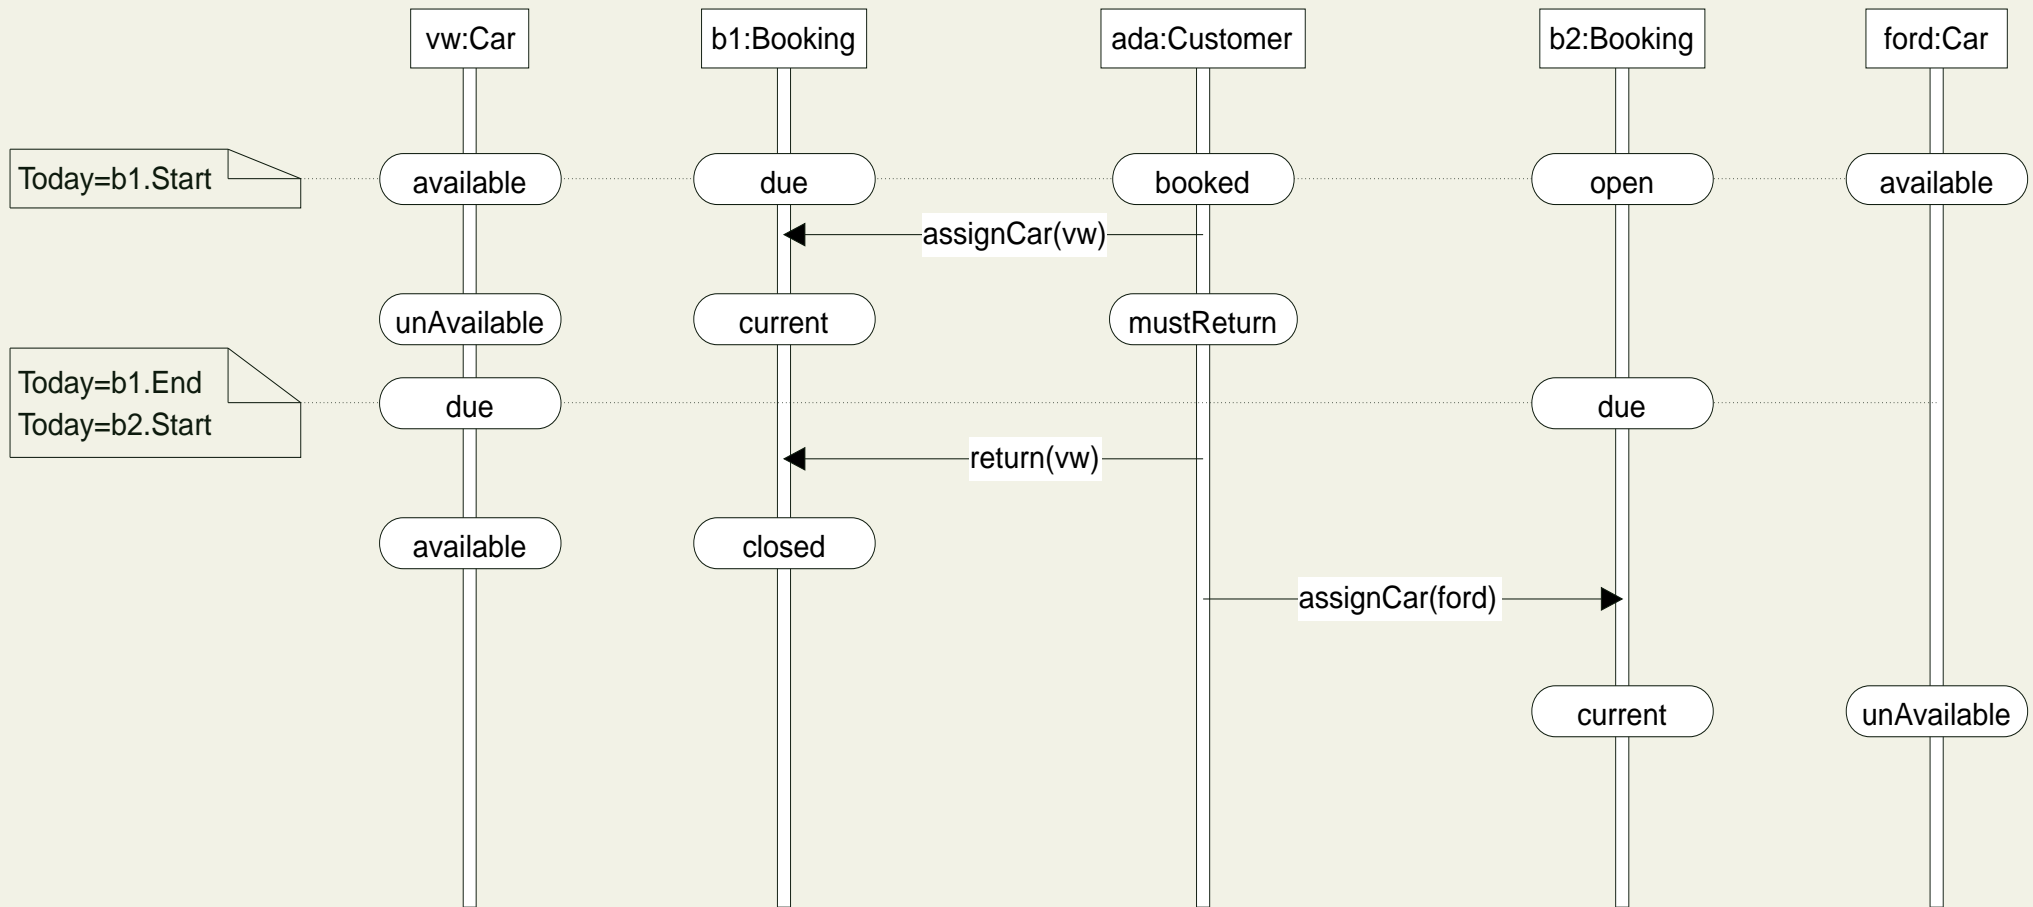 vw:Car
b1:Booking
ada:Customer
b2:Booking
ford:Car
Today=b1.Start
available
due
booked
open
available
assignCar(vw)
unAvailable
current
mustReturn
Today=b1.End
Today=b2.Start
due
due
return(vw)
available
closed
assignCar(ford)
current
unAvailable